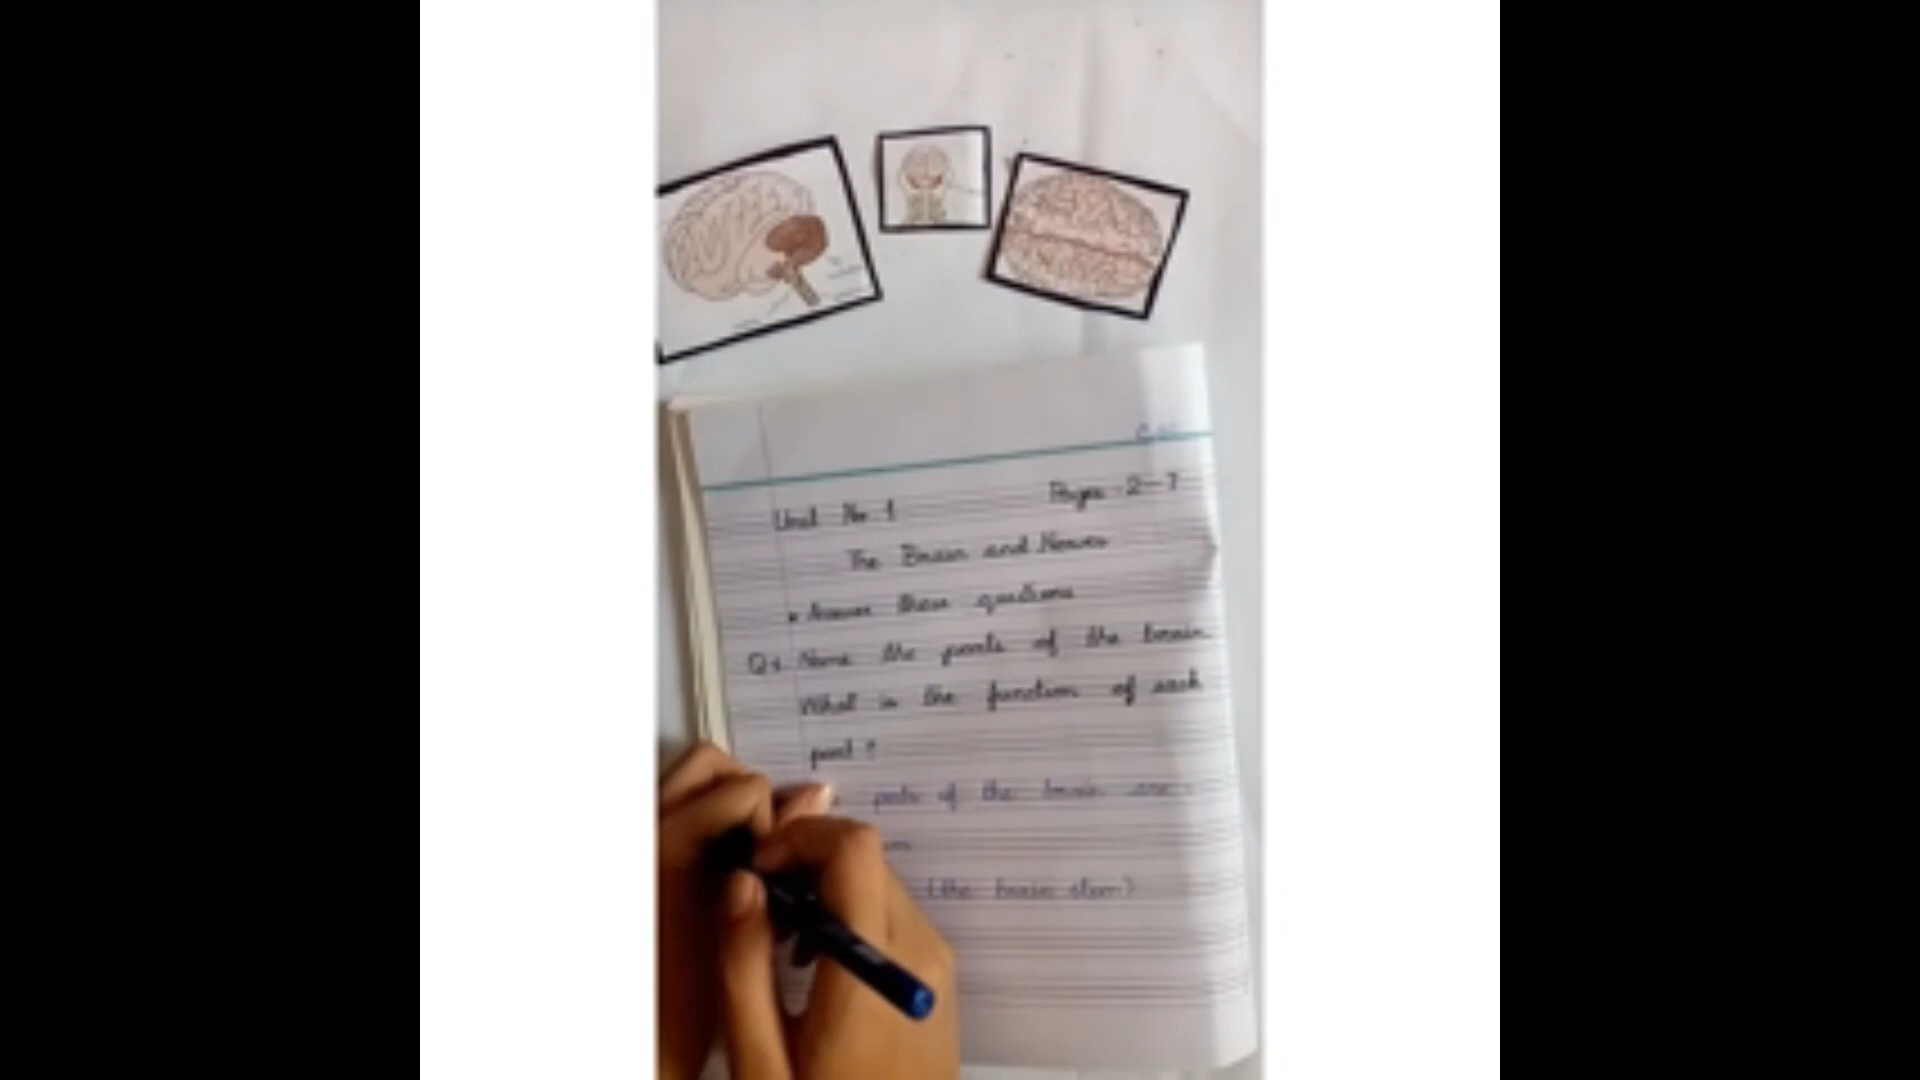 C.W
Unit No 1 Pages - 2-7
The Brain and Nerves
• Answer these questions
Q1. Name the parts of the brain
What is the function of each
part ?
parts of the brain are
(the brain stem)